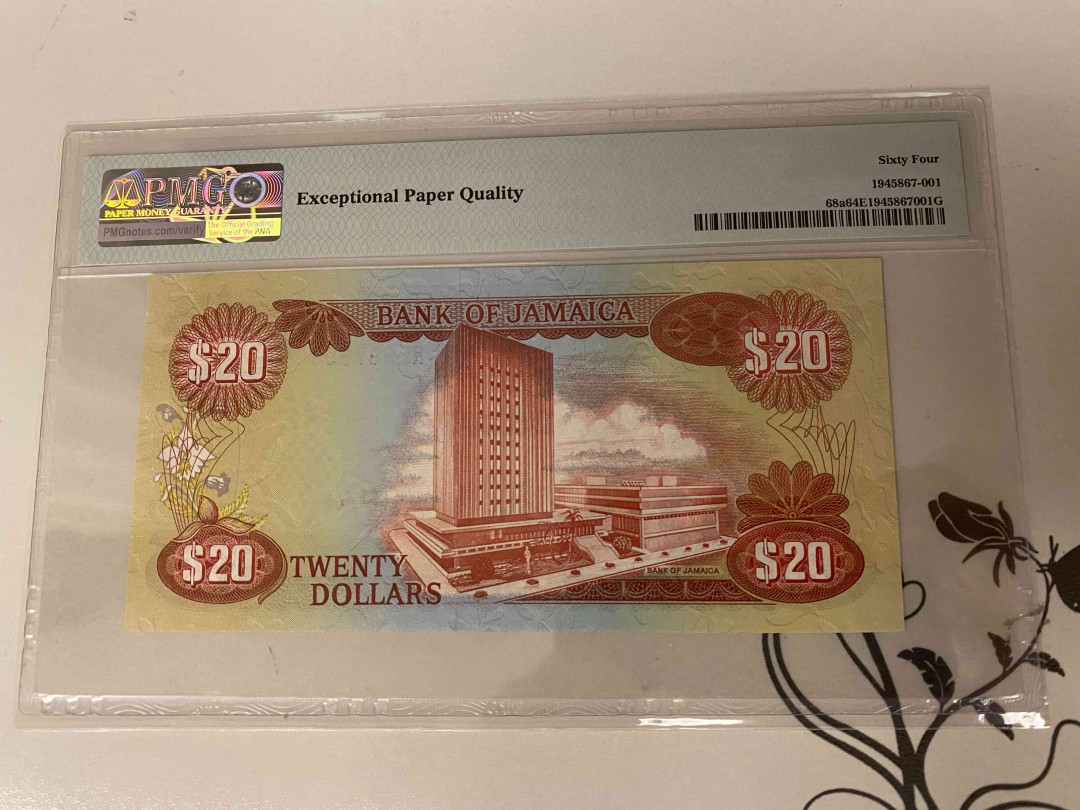 PMG
PAPER MONEY GUARANTY
PMGnotes.com/verify
The Official Grading
Service of the
Exceptional Paper Quality
Sixty Four
1945867-001
68a64E1945867001G
BANK OF JAMAICA
$20
$20
BANK OF JAMAICA
$20
TWENTY
DOLLARS
$20